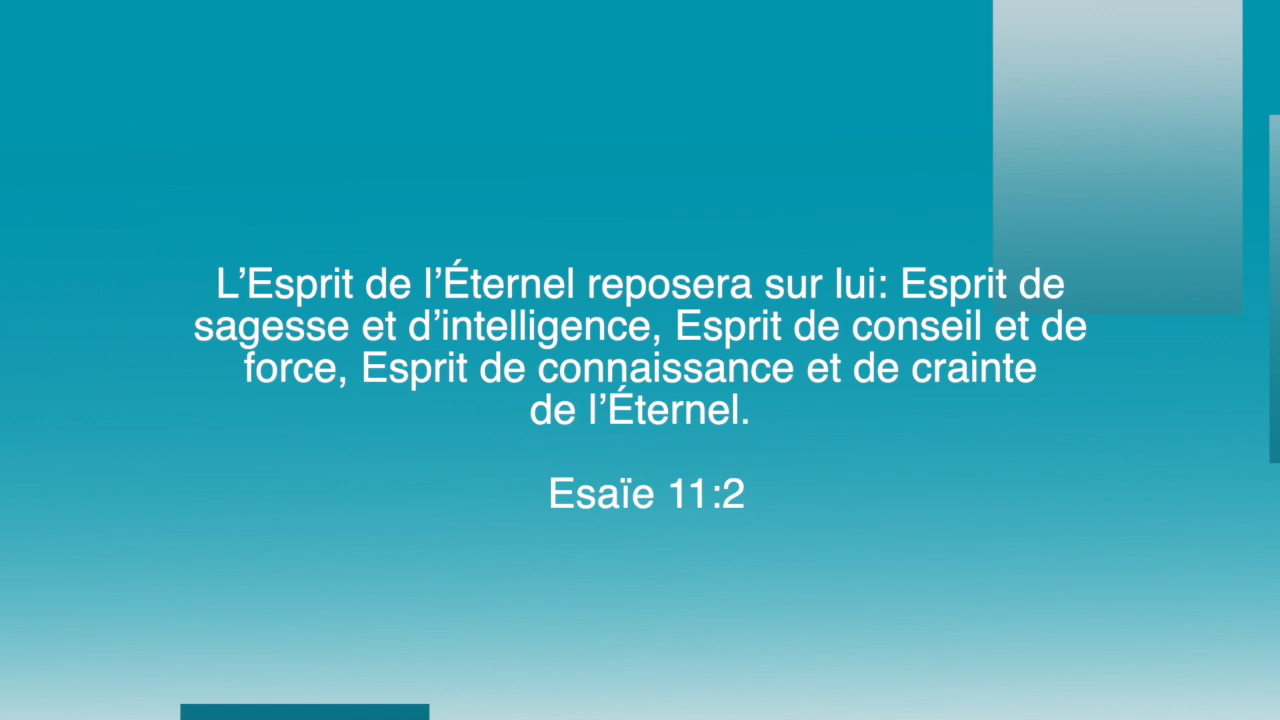 L’Esprit de l’Éternel reposera sur lui: Esprit de
sagesse et d’intelligence, Esprit de conseil et de
force, Esprit de connaissance et de crainte
de l’Éternel.
Esaïe 11:2